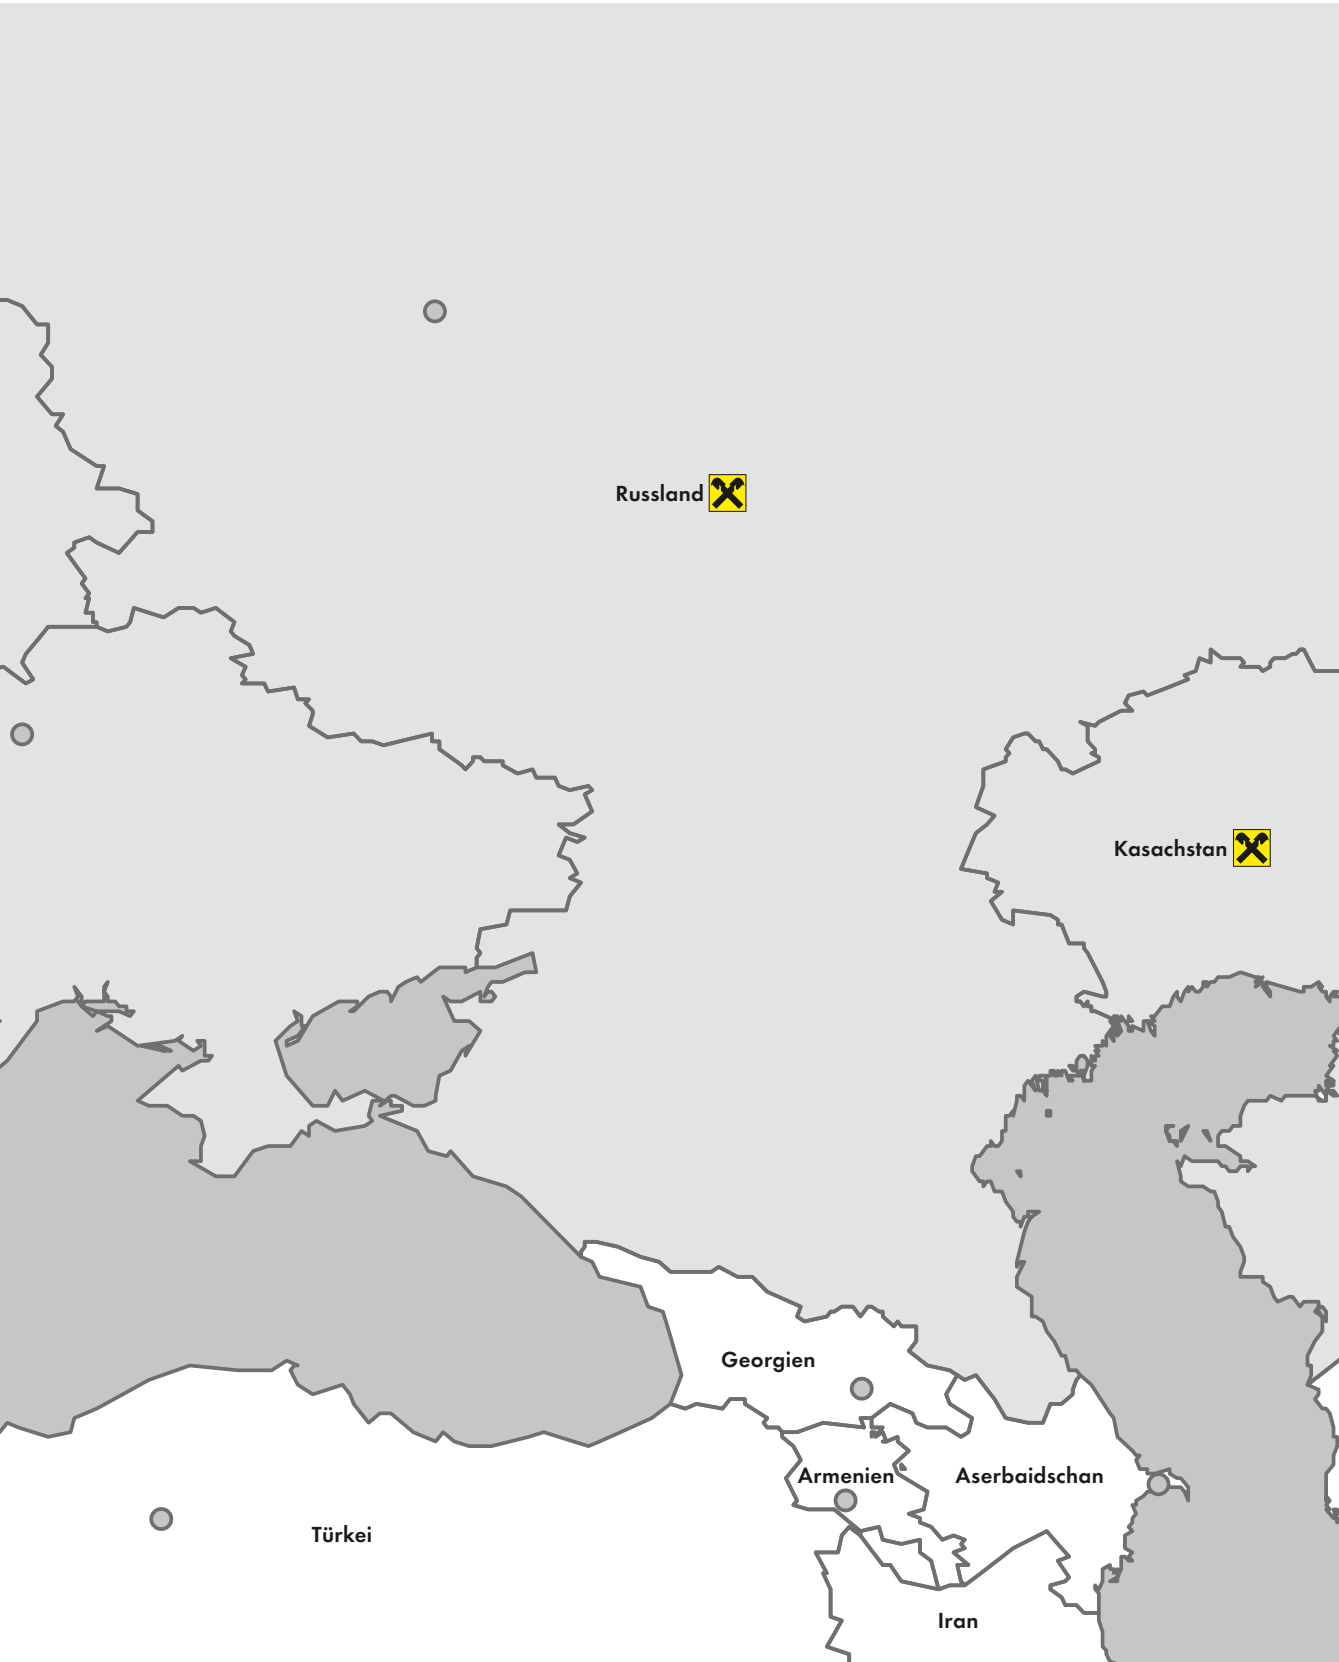 Russland
Kasachstan
Georgien
Armenien
Aserbaidschan
Türkei
Iran